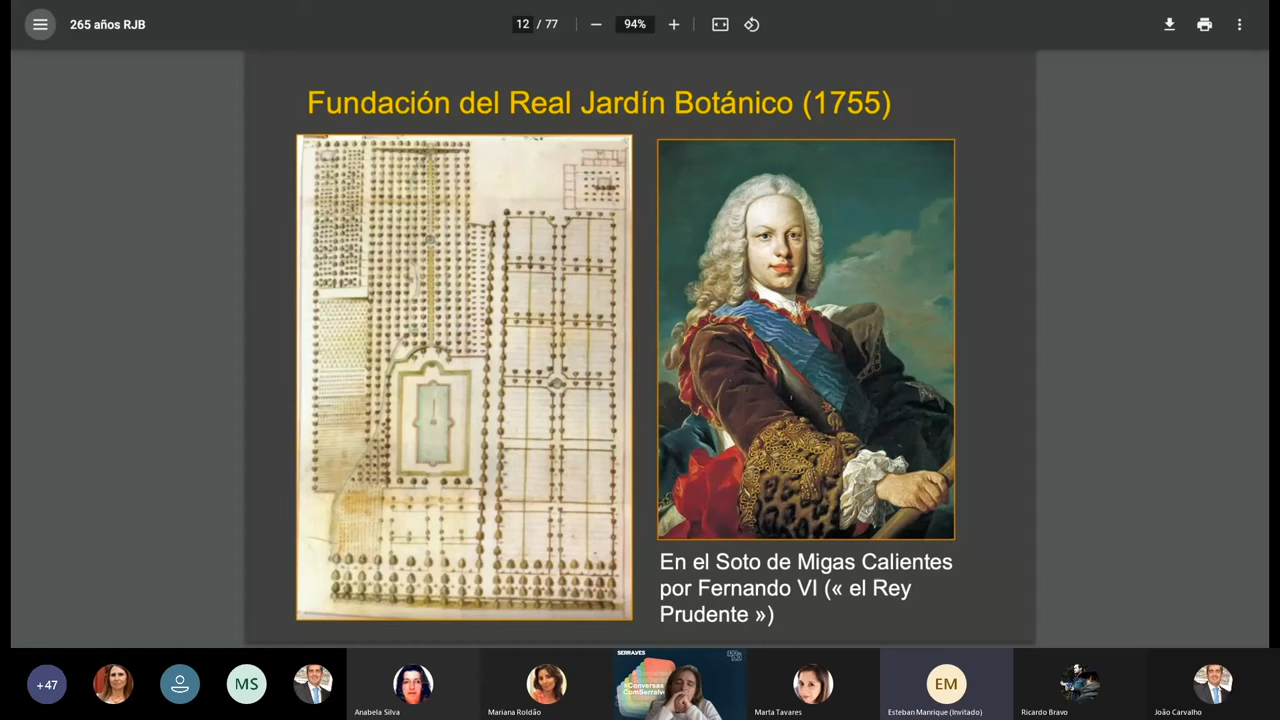 265 años RJB
12 / 77
94%
Fundación del Real Jardín Botánico (1755)
En el Soto de Migas Calientes
por Fernando VI (« el Rey
Prudente »)
+47
MS
SERRALVES
#Conversas
ComSerralves
EM
Anabela Silva
Mariana Roldão
Marta Tavares
Esteban Manrique (Invitado)
Ricardo Bravo
João Carvalho